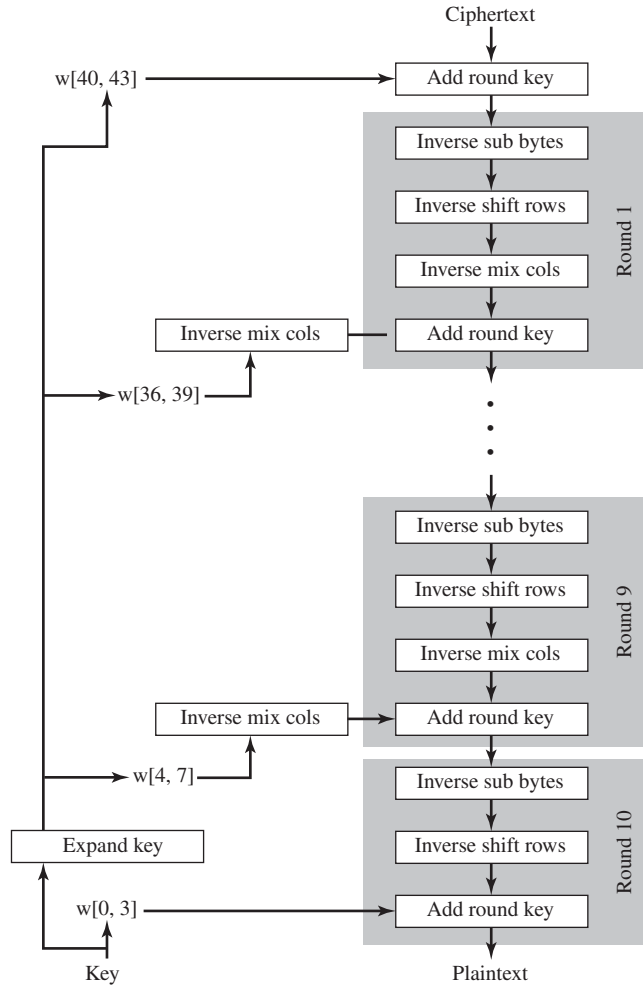 Ciphertext
w[40, 43]
Add round key
Inverse sub bytes
Inverse shift rows
Inverse mix cols
Add round key
Round 1
Inverse mix cols
w[36, 39]
Inverse sub bytes
Inverse shift rows
Inverse mix cols
Add round key
Round 9
Inverse mix cols
w[4, 7]
Inverse sub bytes
Inverse shift rows
Add round key
Round 10
Expand key
w[0, 3]
Key
Plaintext